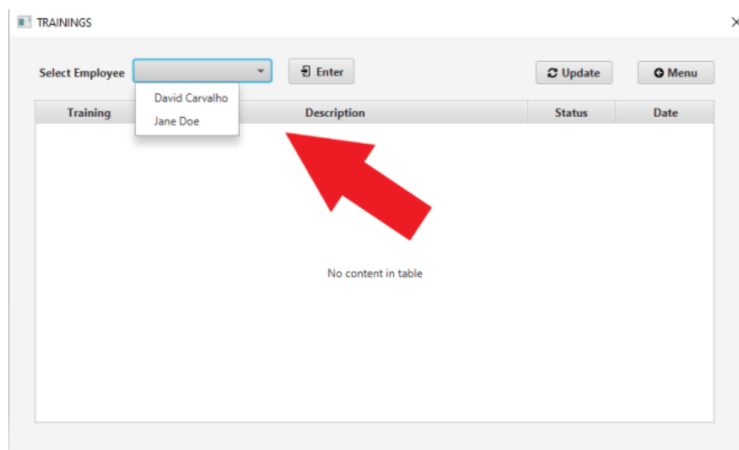 TRAININGS
Select Employee Enter Update Menu
David Carvalho
Jane Doe
Training Description Status Date
No content in table